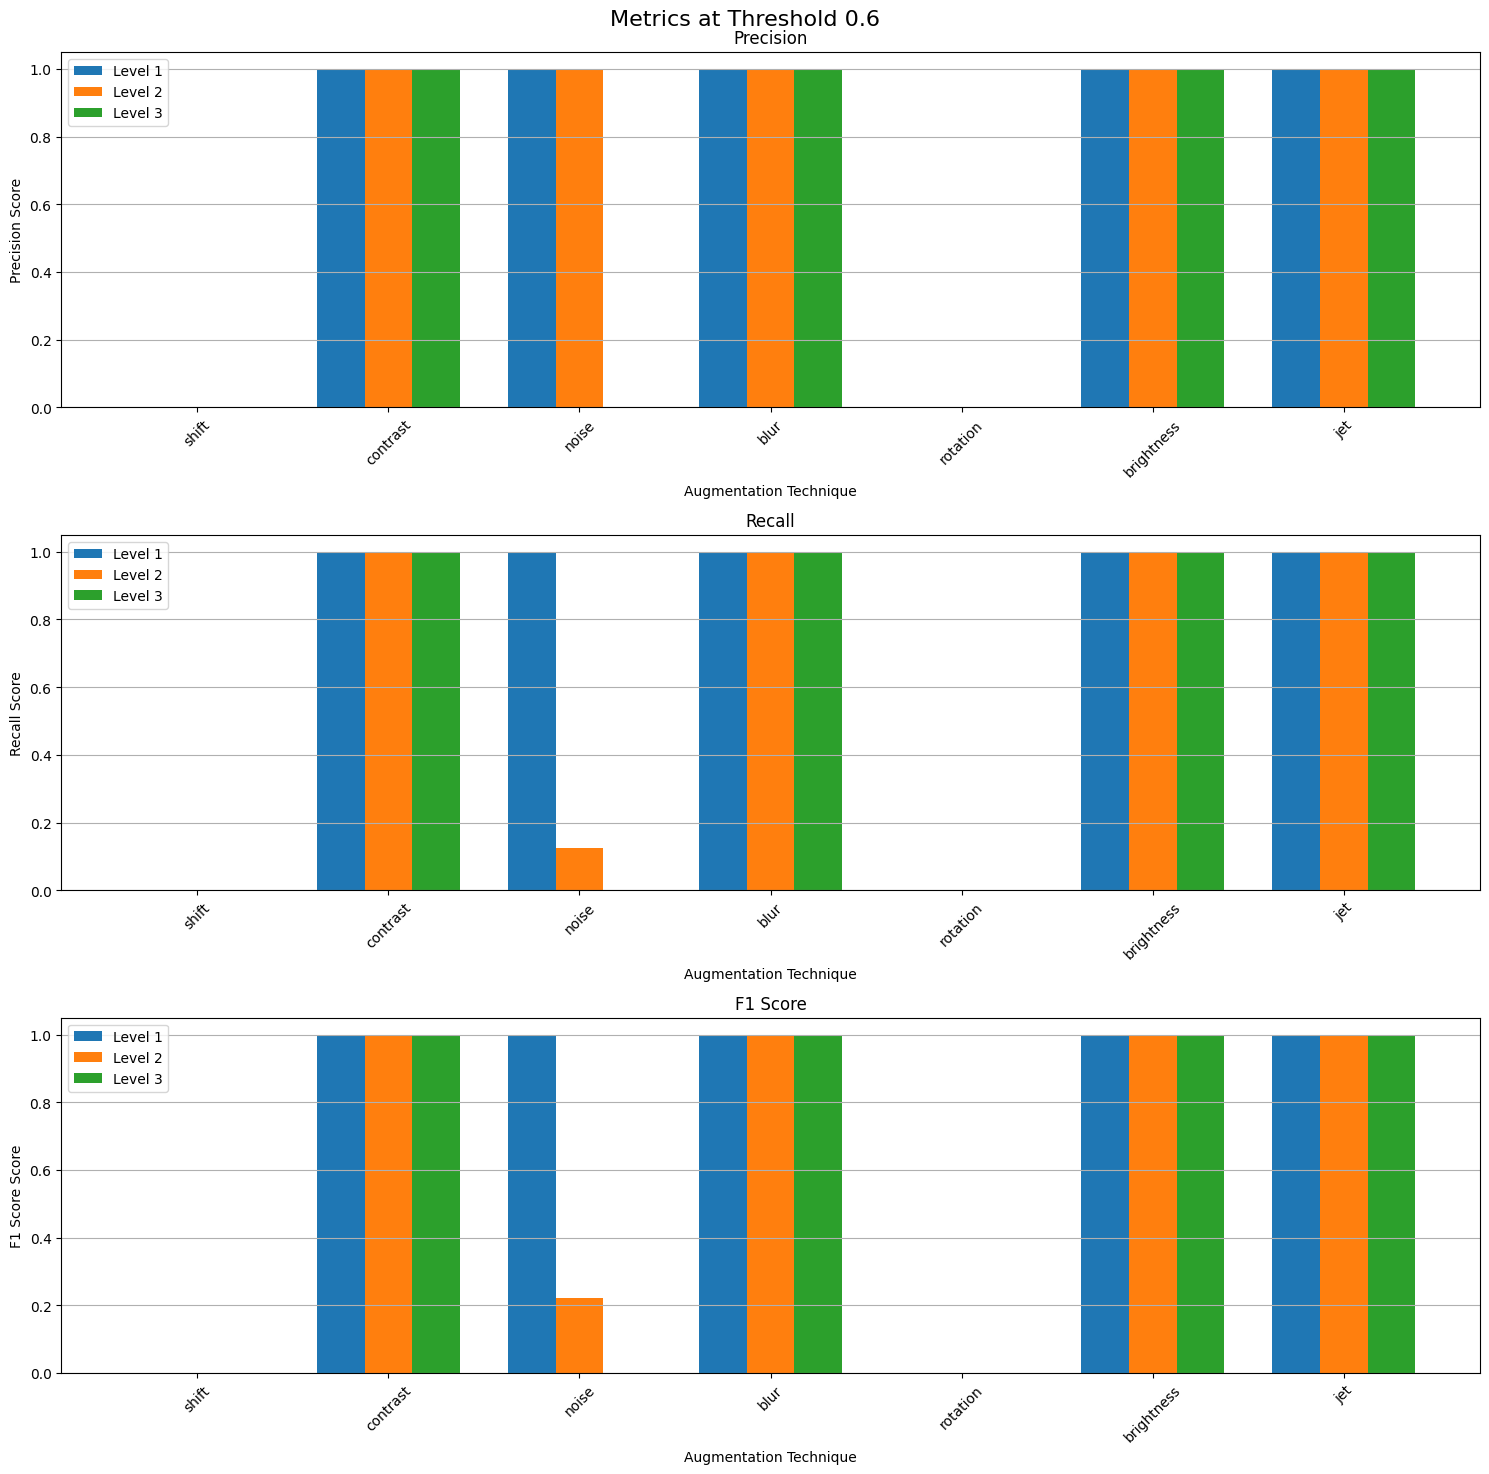 Metrics at Threshold 0.6
Precision
Level 1
Level 2
Level 3
Precision Score
1.0
0.8
0.6
0.4
0.2
0.0
shift
contrast
noise
blur
rotation
brightness
jet
Augmentation Technique
Recall
Level 1
Level 2
Level 3
Recall Score
1.0
0.8
0.6
0.4
0.2
0.0
shift
contrast
noise
blur
rotation
brightness
jet
Augmentation Technique
F1 Score
Level 1
Level 2
Level 3
F1 Score Score
1.0
0.8
0.6
0.4
0.2
0.0
shift
contrast
noise
blur
rotation
brightness
jet
Augmentation Technique